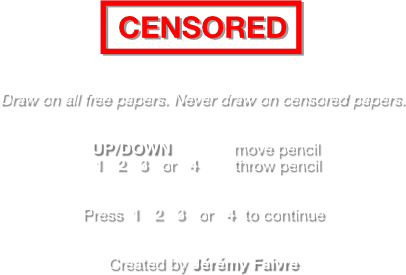 CENSORED
Draw on all free papers. Never draw on censored papers.
UP/DOWN move pencil
1 2 3 or 4 throw pencil
Press 1 2 3 or 4 to continue
Created by Jérémy Faivre